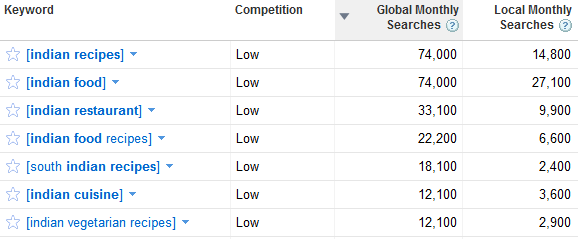 Keyword Competition Global Monthly Searches Local Monthly Searches
[indian recipes] Low 74,000 14,800
[indian food] Low 74,000 27,100
[indian restaurant] Low 33,100 9,900
[indian food recipes] Low 22,200 6,600
[south indian recipes] Low 18,100 2,400
[indian cuisine] Low 12,100 3,600
[indian vegetarian recipes] Low 12,100 2,900